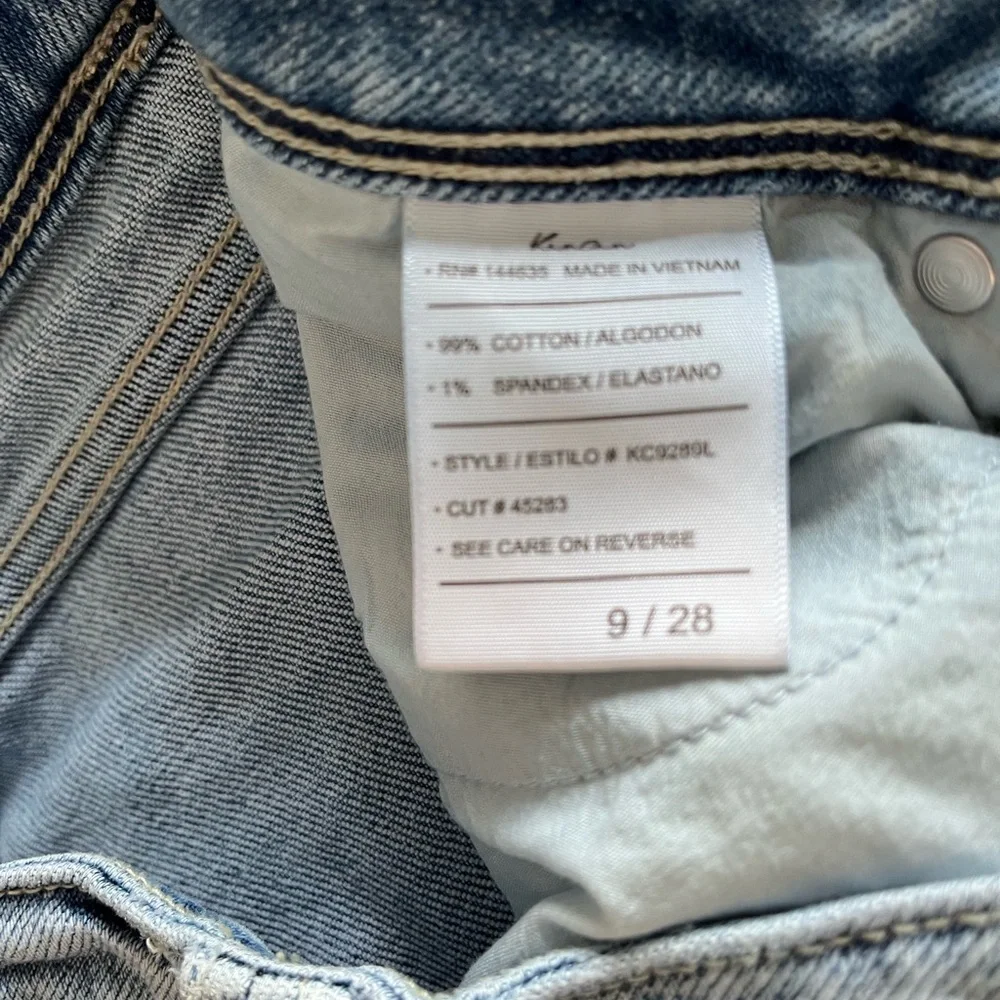 • RN# 144635 MADE IN VIETNAM
• 99% COTTON / ALGODON
• 1% SPANDEX / ELASTANO
• STYLE / ESTILO # KC9269L
• CUT # 45263
• SEE CARE ON REVERSE
9 / 28